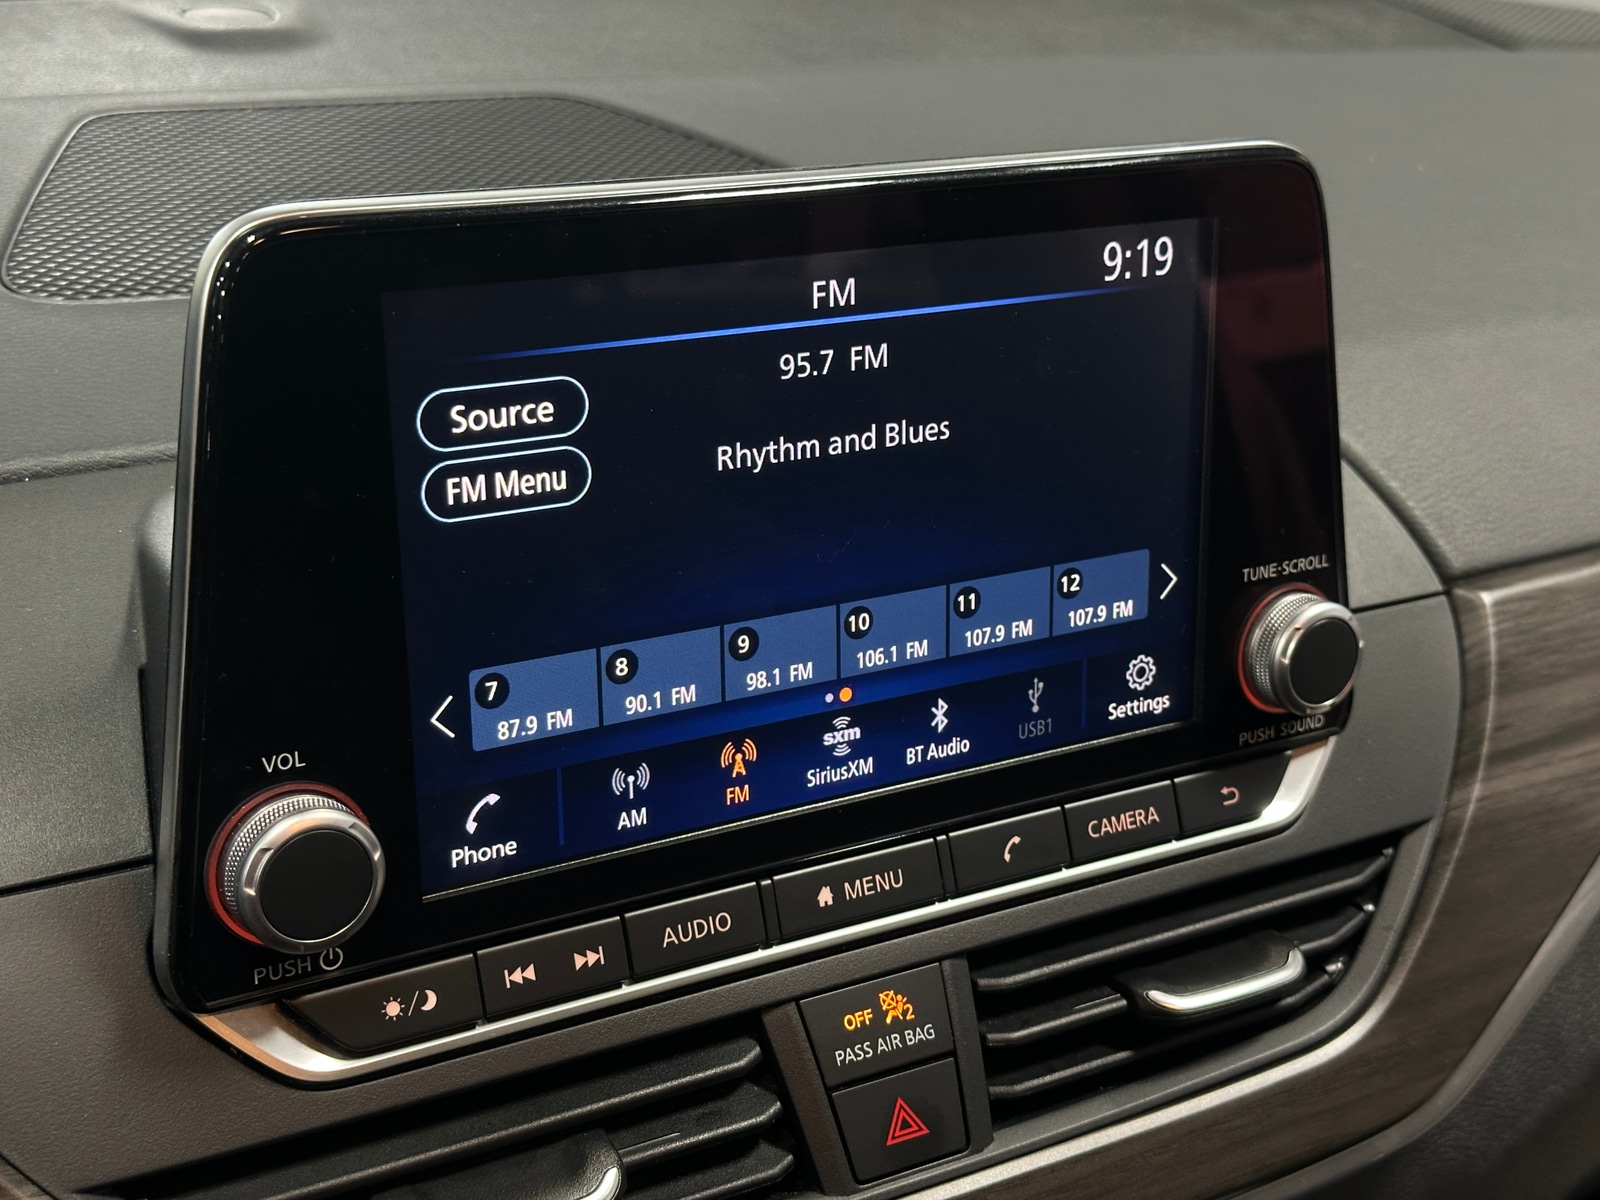 9:19
FM
95.7 FM
Source
Rhythm and Blues
FM Menu
7
87.9 FM
8
90.1 FM
9
98.1 FM
10
106.1 FM
11
107.9 FM
12
107.9 FM
Phone
AM
FM
sxm
SiriusXM
BT Audio
USB1
Settings
TUNE·SCROLL
PUSH SOUND
VOL
PUSH
AUDIO
MENU
CAMERA
OFF 2
PASS AIR BAG